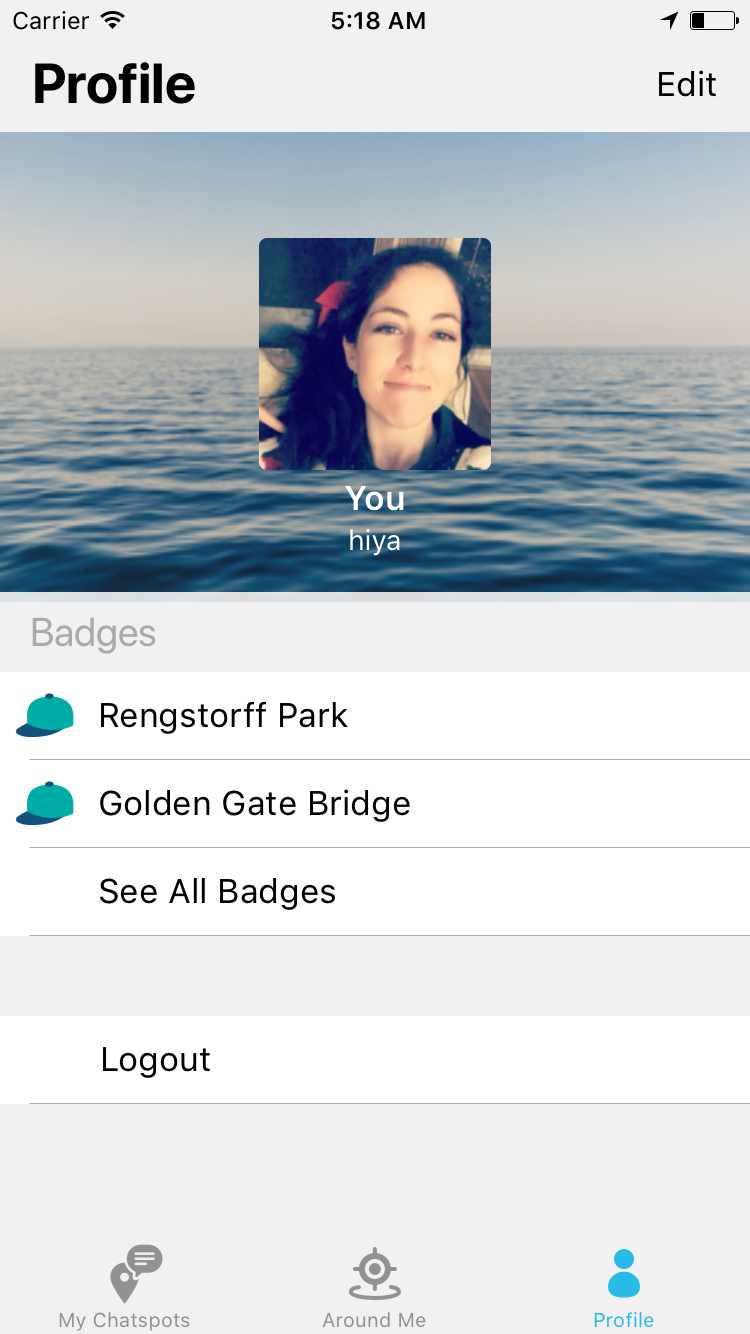 Carrier 5:18 AM
Profile Edit
You
hiya
Badges
Rengstorff Park
Golden Gate Bridge
See All Badges
Logout
My Chatspots Around Me Profile